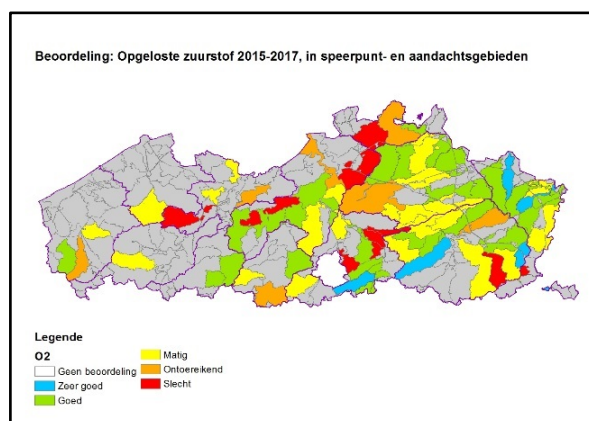 Beoordeling: Opgeloste zuurstof 2015-2017, in speerpunt- en aandachtsgebieden
Legende
O2
Geen beoordeling
Zeer goed
Goed
Matig
Ontoereikend
Slecht